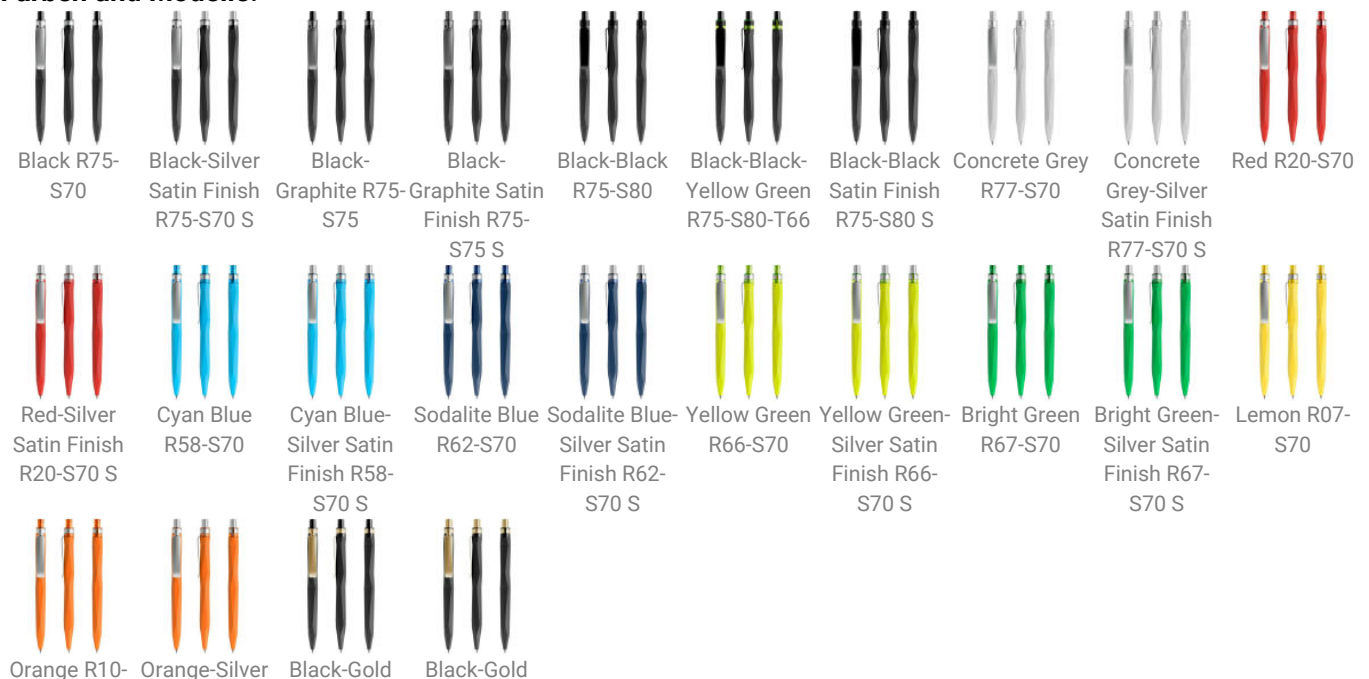 Farben und Modelle:
Black R75-
S70
Black-Silver
Satin Finish
R75-S70 S
Black-
Graphite R75-
S75
Black-
Graphite Satin
Finish R75-
S75 S
Black-Black
R75-S80
Black-Black-
Yellow Green
R75-S80-T66
Black-Black
Satin Finish
R75-S80 S
Concrete Grey
R77-S70
Concrete
Grey-Silver
Satin Finish
R77-S70 S
Red R20-S70
Red-Silver
Satin Finish
R20-S70 S
Cyan Blue
R58-S70
Cyan Blue-
Silver Satin
Finish R58-
S70 S
Sodalite Blue
R62-S70
Sodalite Blue-
Silver Satin
Finish R62-
S70 S
Yellow Green
R66-S70
Yellow Green-
Silver Satin
Finish R66-
S70 S
Bright Green
R67-S70
Bright Green-
Silver Satin
Finish R67-
S70 S
Lemon R07-
S70
Orange R10-
Orange-Silver
Black-Gold
Black-Gold